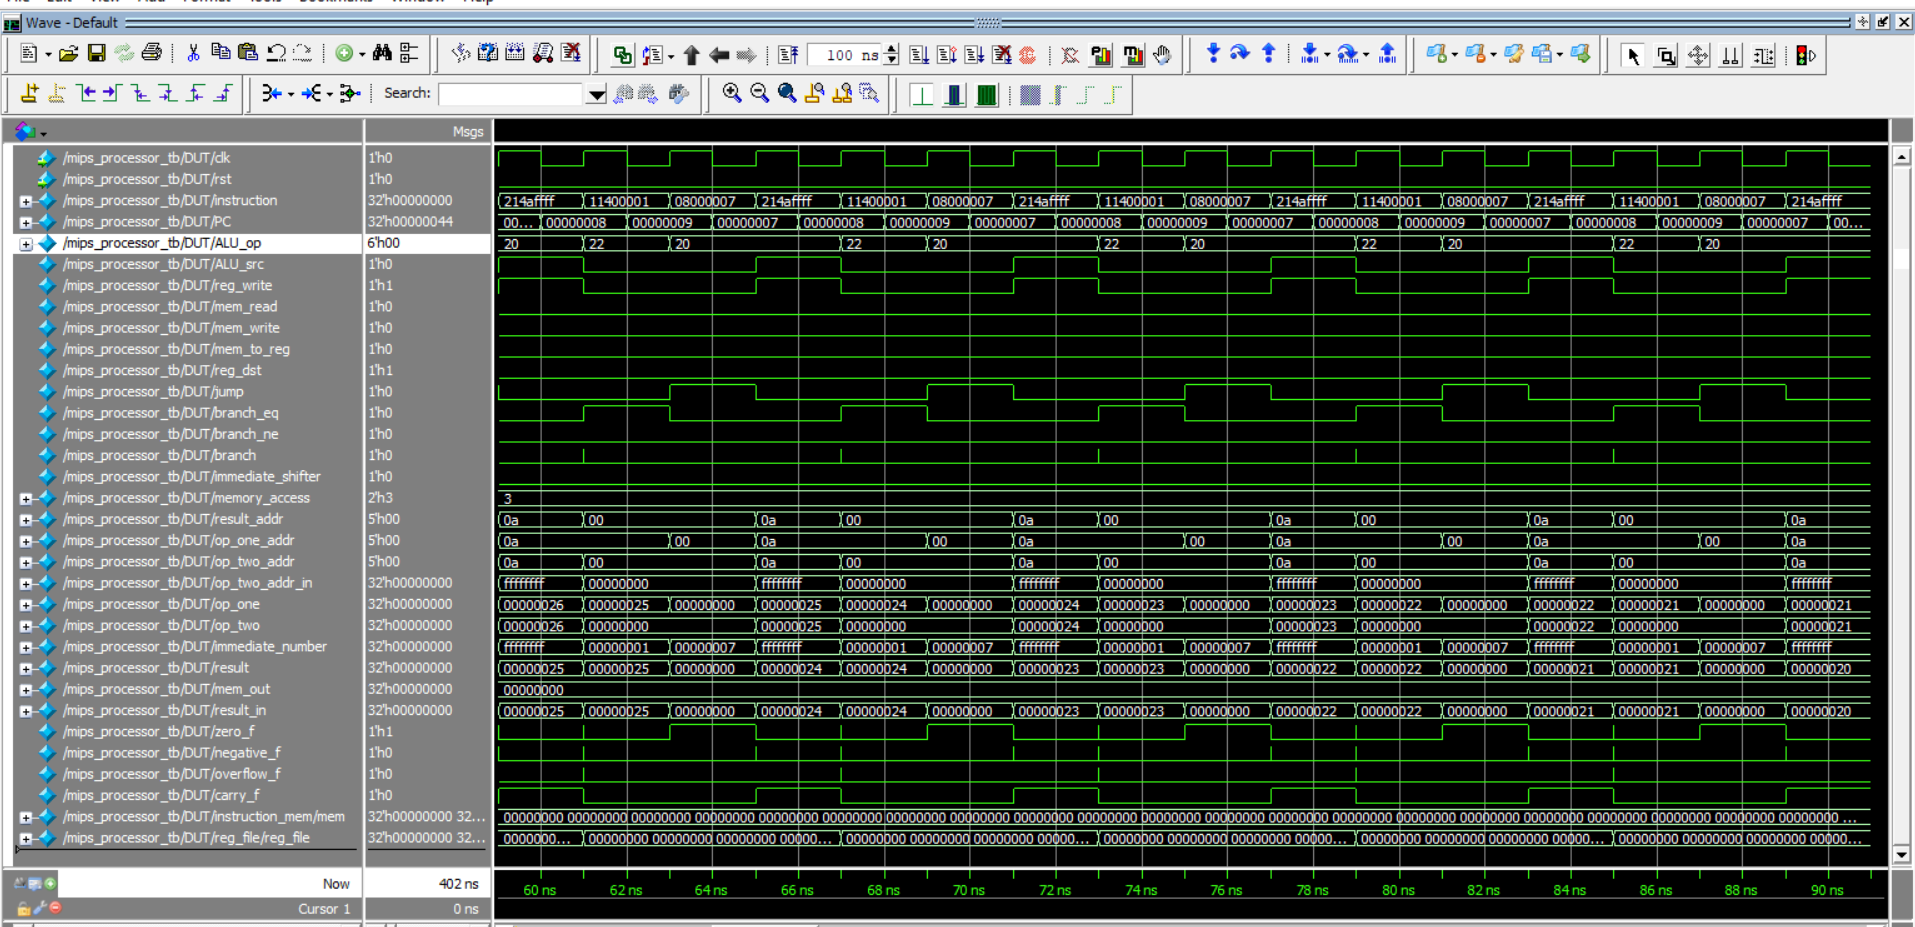 File Edit View Add Format Tools Bookmarks Window Help
Wave - Default
100 ns
Search:
Msgs
/mips_processor_tb/DUT/clk 1'h0
/mips_processor_tb/DUT/rst 1'h0
/mips_processor_tb/DUT/instruction 32'h00000000 214affff 11400001 08000007 214affff 11400001 08000007 214affff 11400001 08000007 214affff 11400001 08000007 214affff 11400001 08000007 214affff
/mips_processor_tb/DUT/PC 32'h00000044 00... 00000008 00000009 00000007 00000008 00000009 00000007 00000008 00000009 00000007 00000008 00000009 00000007 00000008 00000009 00000007 00...
/mips_processor_tb/DUT/ALU_op 6'h00 20 22 20 22 20 22 20 22 20 22 20
/mips_processor_tb/DUT/ALU_src 1'h0
/mips_processor_tb/DUT/reg_write 1'h1
/mips_processor_tb/DUT/mem_read 1'h0
/mips_processor_tb/DUT/mem_write 1'h0
/mips_processor_tb/DUT/mem_to_reg 1'h0
/mips_processor_tb/DUT/reg_dst 1'h1
/mips_processor_tb/DUT/jump 1'h0
/mips_processor_tb/DUT/branch_eq 1'h0
/mips_processor_tb/DUT/branch_ne 1'h0
/mips_processor_tb/DUT/branch 1'h0
/mips_processor_tb/DUT/immediate_shifter 1'h0
/mips_processor_tb/DUT/memory_access 2'h3 3
/mips_processor_tb/DUT/result_addr 5'h00 0a 00 0a 00 0a 00 0a 00 0a 00 0a
/mips_processor_tb/DUT/op_one_addr 5'h00 0a 00 0a 00 0a 00 0a 00 0a 00 0a
/mips_processor_tb/DUT/op_two_addr 5'h00 0a 00 0a 00 0a 00 0a 00 0a 00 0a
/mips_processor_tb/DUT/op_two_addr_in 32'h00000000 ffffffff 00000000 ffffffff 00000000 ffffffff 00000000 ffffffff 00000000 ffffffff 00000000 ffffffff
/mips_processor_tb/DUT/op_one 32'h00000000 00000026 00000025 00000000 00000025 00000024 00000000 00000024 00000023 00000000 00000023 00000022 00000000 00000022 00000021 00000000 00000021
/mips_processor_tb/DUT/op_two 32'h00000000 00000026 00000000 00000025 00000000 00000024 00000000 00000023 00000000 00000022 00000000 00000021
/mips_processor_tb/DUT/immediate_number 32'h00000000 ffffffff 00000001 00000007 ffffffff 00000001 00000007 ffffffff 00000001 00000007 ffffffff 00000001 00000007 ffffffff 00000001 00000007 ffffffff
/mips_processor_tb/DUT/result 32'h00000000 00000025 00000025 00000000 00000024 00000024 00000000 00000023 00000023 00000000 00000022 00000022 00000000 00000021 00000021 00000000 00000020
/mips_processor_tb/DUT/mem_out 32'h00000000 00000000
/mips_processor_tb/DUT/result_in 32'h00000000 00000025 00000025 00000000 00000024 00000024 00000000 00000023 00000023 00000000 00000022 00000022 00000000 00000021 00000021 00000000 00000020
/mips_processor_tb/DUT/zero_f 1'h1
/mips_processor_tb/DUT/negative_f 1'h0
/mips_processor_tb/DUT/overflow_f 1'h0
/mips_processor_tb/DUT/carry_f 1'h0
/mips_processor_tb/DUT/instruction_mem/mem 32'h00000000 32... 00000000 00000000 00000000 00000000 00000000 00000000 00000000 00000000 00000000 00000000 00000000 00000000 00000000 00000000 00000000 00000000 00000000 00000000 00000000 00000000 00000000 ...
/mips_processor_tb/DUT/reg_file/reg_file 32'h00000000 32... 0000000... 00000000 00000000 00000000 00000... 00000000 00000000 00000000 00000... 00000000 00000000 00000000 00000... 00000000 00000000 00000000 00000... 00000000 00000000 00000000 00000...
Now 402 ns 60 ns 62 ns 64 ns 66 ns 68 ns 70 ns 72 ns 74 ns 76 ns 78 ns 80 ns 82 ns 84 ns 86 ns 88 ns 90 ns
Cursor 1 0 ns